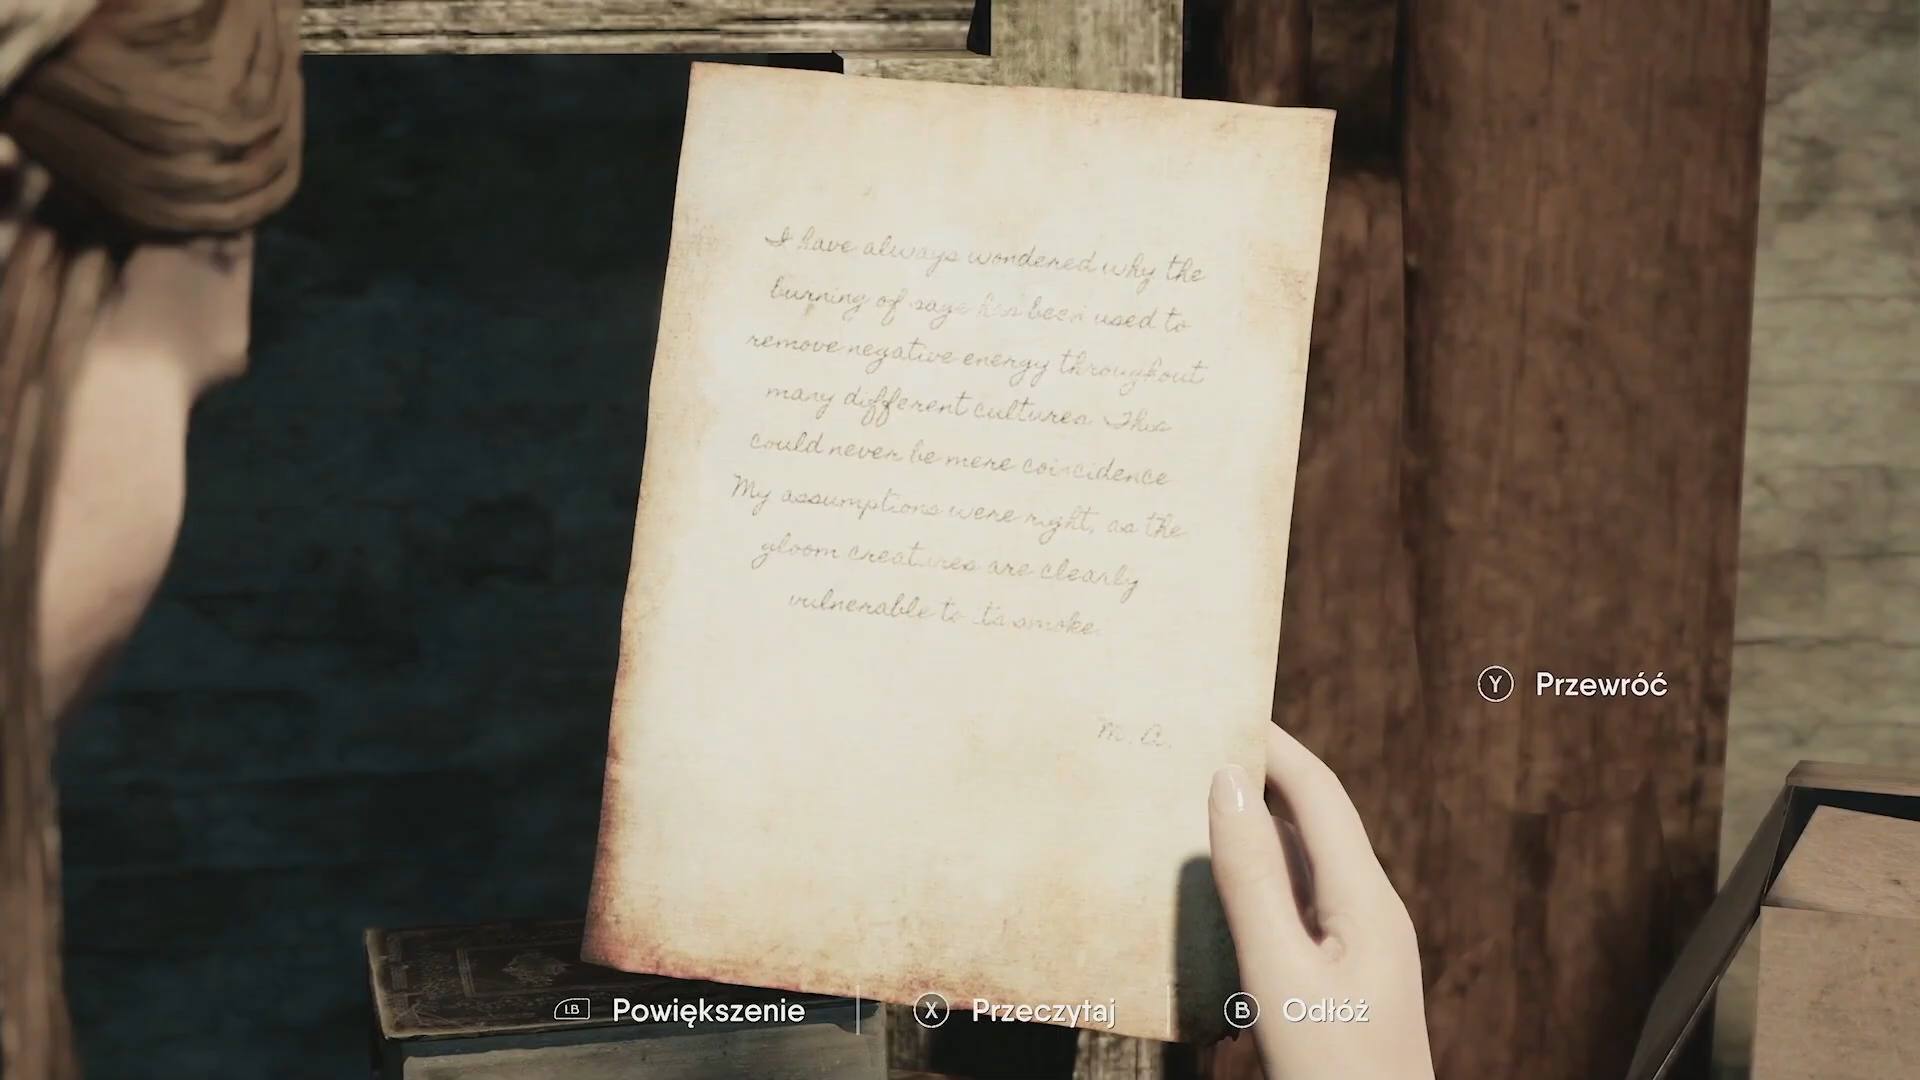 I have always wondered why the
burning of sage has been used to
remove negative energy throughout
many different cultures. This
could never be mere coincidence
My assumptions were right, as the
gloom creatures are clearly
vulnerable to its smoke.
M. A.
Y Przewróć
LB Powiększenie
X Przeczytaj
B Odłóż